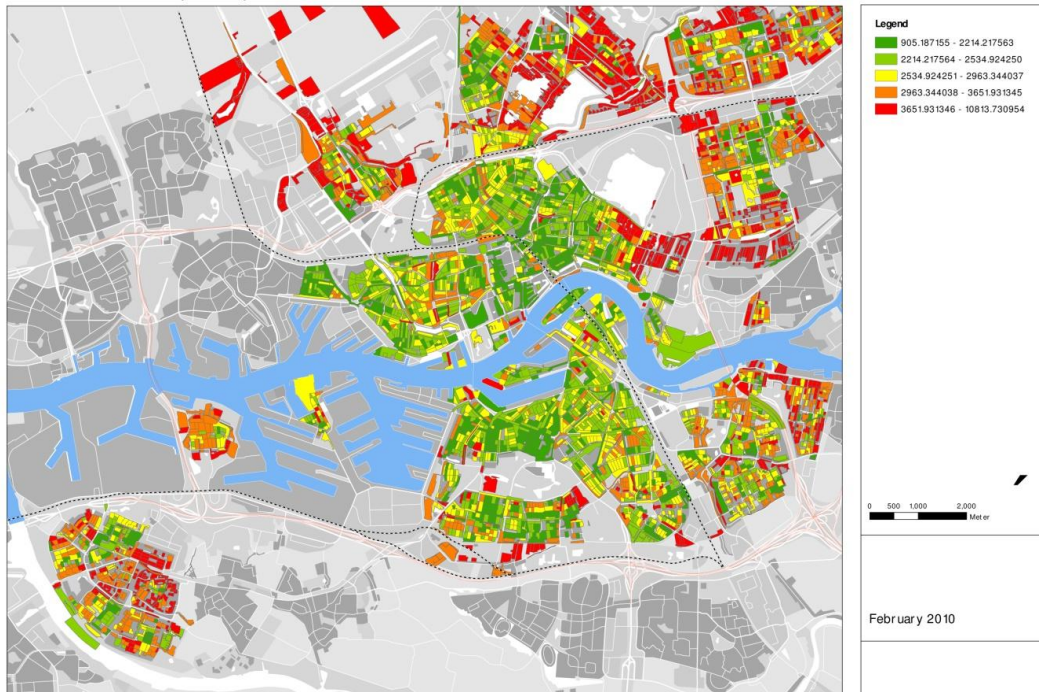 Legend
905.187155 - 2214.217563
2214.217564 - 2534.924250
2534.924251 - 2963.344037
2963.344038 - 3651.931345
3651.931346 - 10813.730954
0 500 1,000 2,000
Meter
February 2010